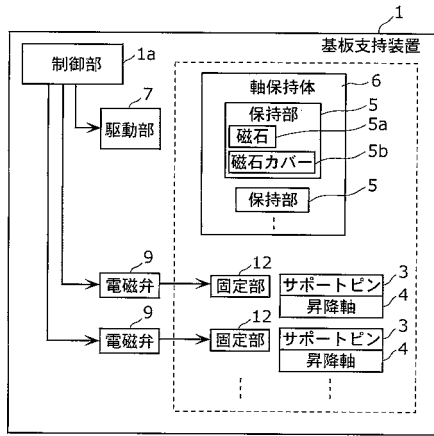 1
基板支持装置
制御部
1a
軸保持体
6
保持部
5
磁石
5a
磁石カバー
5b
保持部
5
7
駆動部
9
電磁弁
12
固定部
サポートピン
3
昇降軸
4
9
電磁弁
12
固定部
サポートピン
3
昇降軸
4